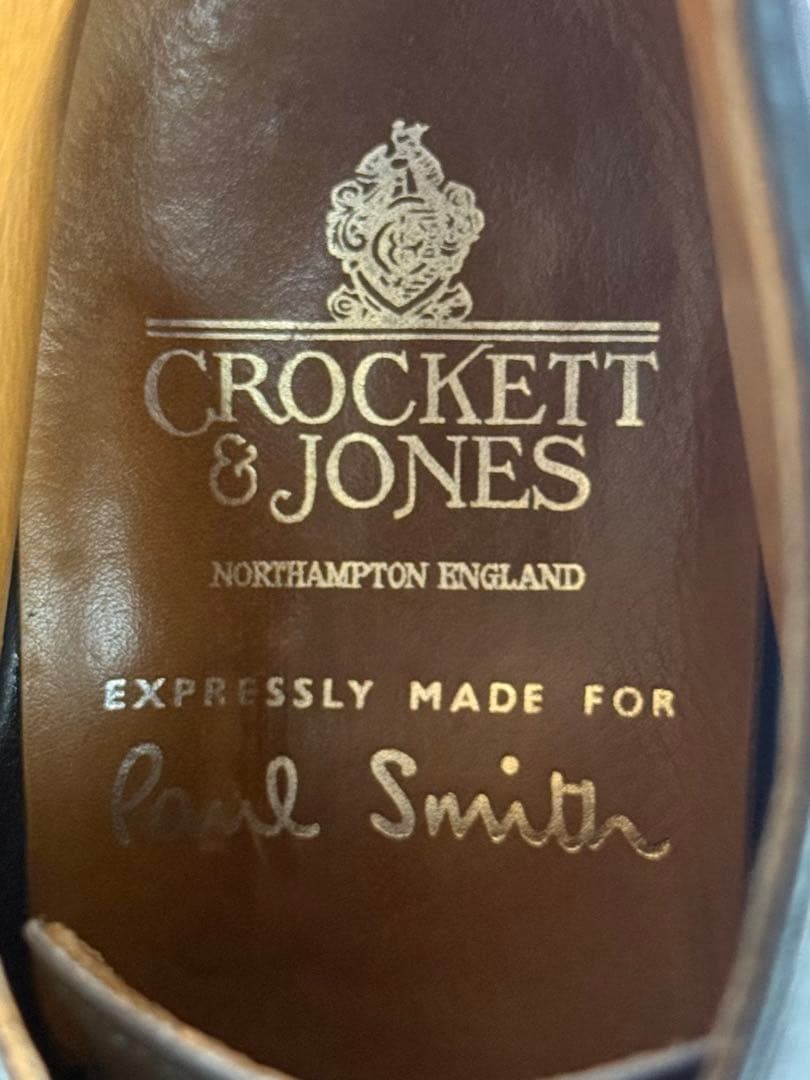 CROCKETT
& JONES
NORTHAMPTON ENGLAND
EXPRESSLY MADE FOR
Paul Smith